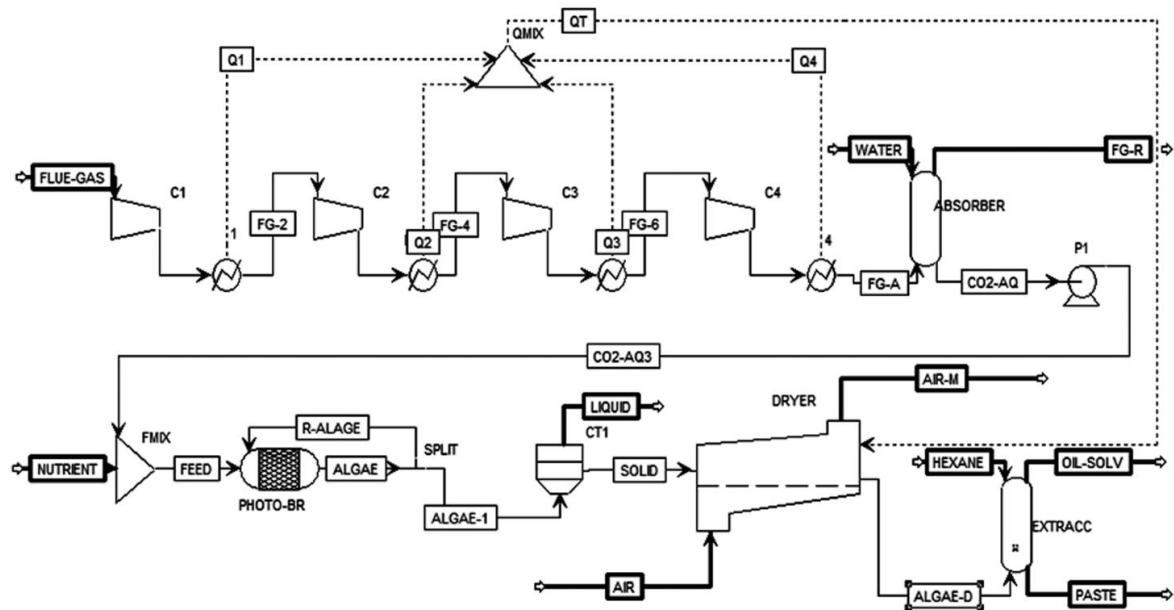 QT
QMIX
Q1
Q4
WATER
FG-R
FLUE-GAS
C1
C2
C3
C4
ABSORBER
1
FG-2
Q2
FG-4
Q3
FG-6
4
P1
FG-A
CO2-AQ
CO2-AQ3
AIR-M
LIQUID
DRYER
FMIX
R-ALAGE
SPLIT
CT1
NUTRIENT
FEED
ALGAE
SOLID
HEXANE
OIL-SOLV
PHOTO-BR
ALGAE-1
EXTRACC
AIR
ALGAE-D
PASTE